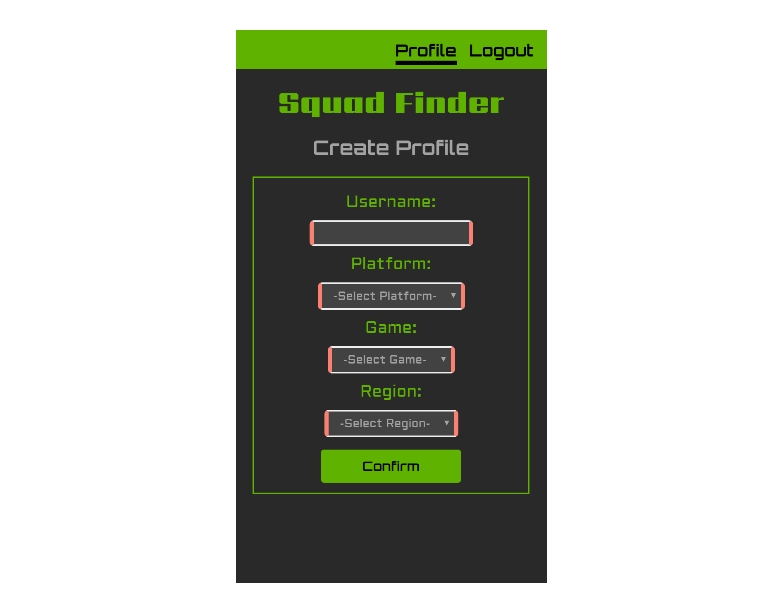 Profile Logout
Squad Finder
Create Profile
Username:
Platform:
-Select Platform-
Game:
-Select Game-
Region:
-Select Region-
Confirm